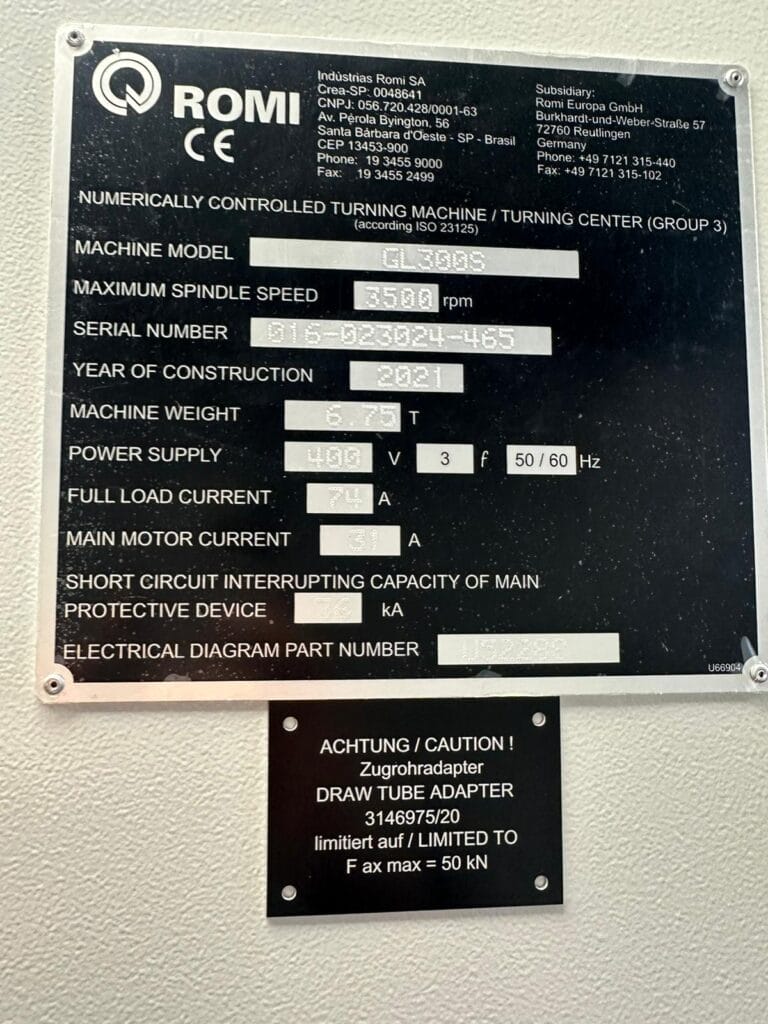 ROMI
CE
Indústrias Romi SA
Crea-SP: 0048641
CNPJ: 056.720.428/0001-63
Av. Pérola Byington, 56
Santa Bárbara d'Oeste - SP - Brasil
CEP 13453-900
Phone: 19 3455 9000
Fax: 19 3455 2499
Subsidiary:
Romi Europa GmbH
Burkhardt-und-Weber-Straße 57
72760 Reutlingen
Germany
Phone: +49 7121 315-440
Fax: +49 7121 315-102
NUMERICALLY CONTROLLED TURNING MACHINE / TURNING CENTER (GROUP 3)
(according ISO 23125)
MACHINE MODEL GL300S
MAXIMUM SPINDLE SPEED 3500 rpm
SERIAL NUMBER 016-023024-465
YEAR OF CONSTRUCTION 2021
MACHINE WEIGHT 6.75 T
POWER SUPPLY 400 V 3 f 50 / 60 Hz
FULL LOAD CURRENT 74 A
MAIN MOTOR CURRENT A
SHORT CIRCUIT INTERRUPTING CAPACITY OF MAIN
PROTECTIVE DEVICE kA
ELECTRICAL DIAGRAM PART NUMBER
U66904
ACHTUNG / CAUTION !
Zugrohradapter
DRAW TUBE ADAPTER
3146975/20
limitiert auf / LIMITED TO
F ax max = 50 kN